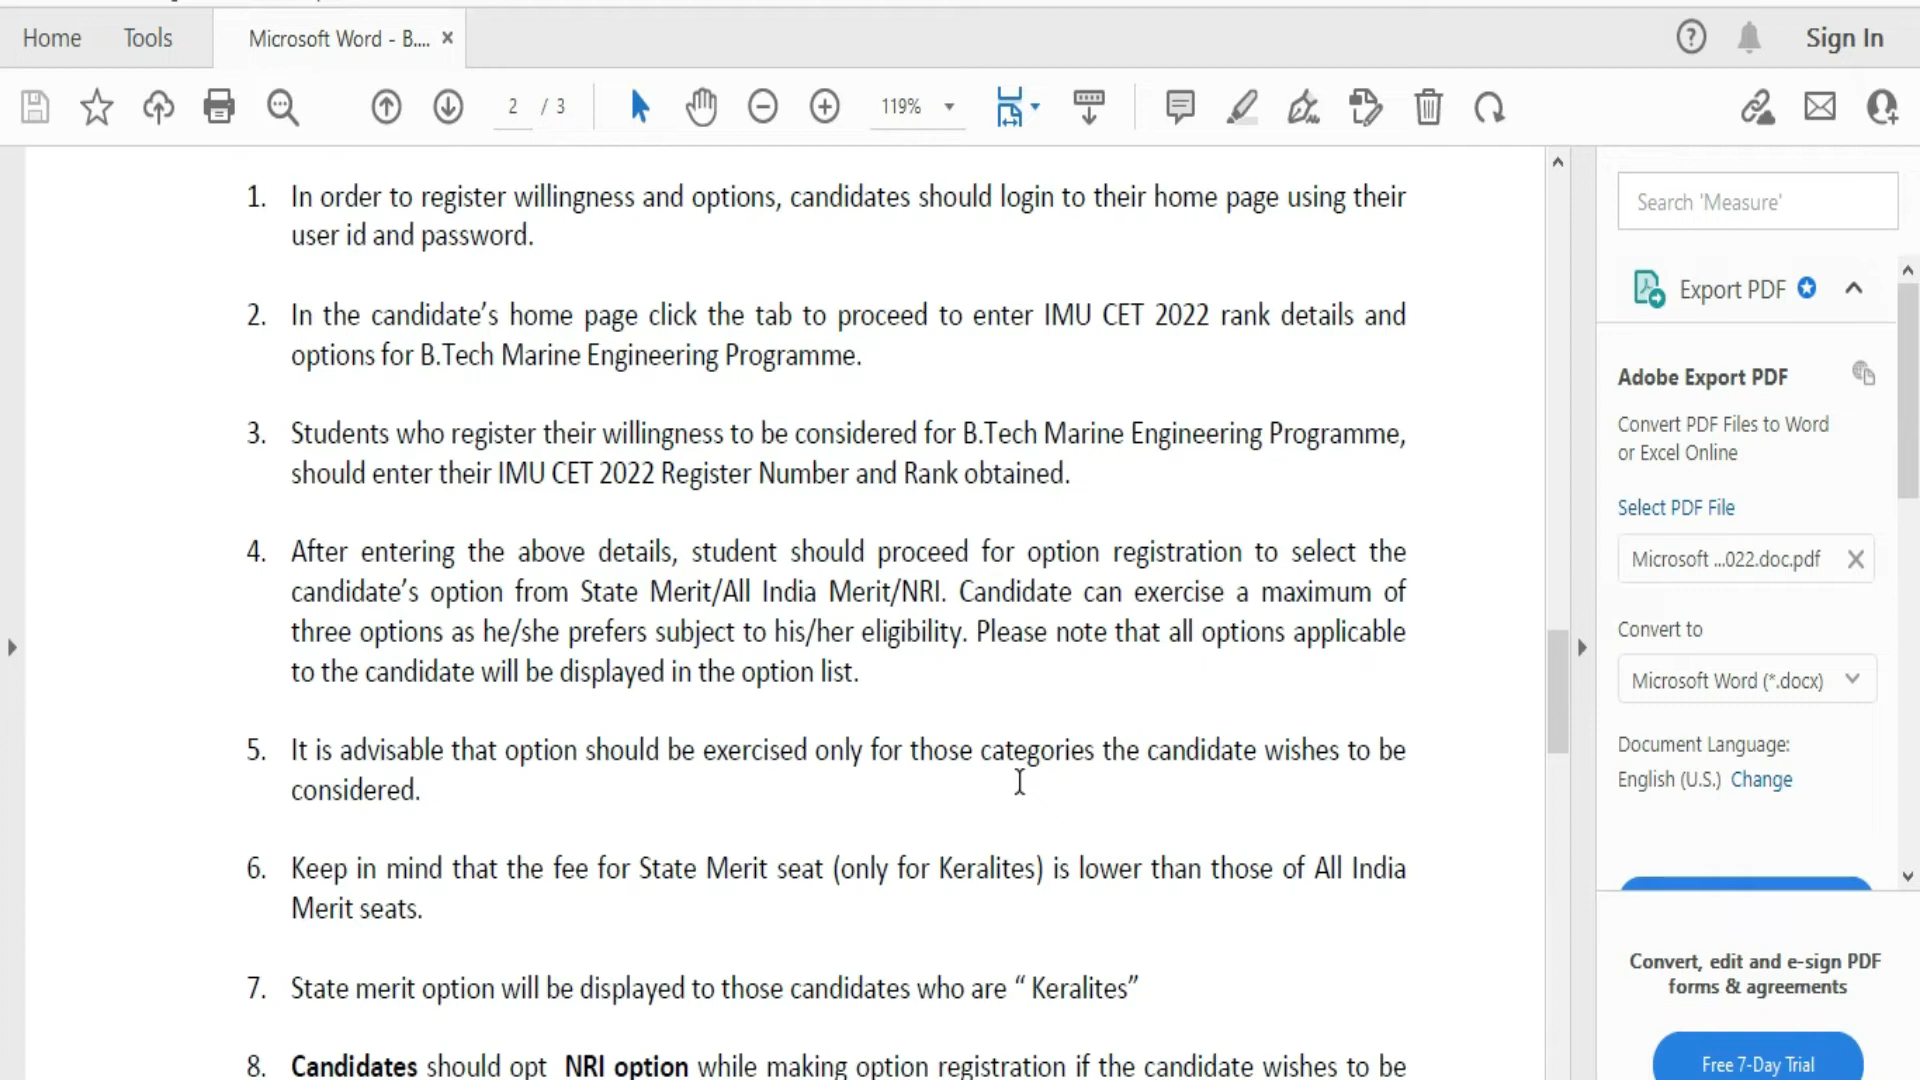 Home Tools Microsoft Word - B.... × Sign In
2 / 3 119%
1. In order to register willingness and options, candidates should login to their home page using their
user id and password.
2. In the candidate’s home page click the tab to proceed to enter IMU CET 2022 rank details and
options for B.Tech Marine Engineering Programme.
3. Students who register their willingness to be considered for B.Tech Marine Engineering Programme,
should enter their IMU CET 2022 Register Number and Rank obtained.
4. After entering the above details, student should proceed for option registration to select the
candidate’s option from State Merit/All India Merit/NRI. Candidate can exercise a maximum of
three options as he/she prefers subject to his/her eligibility. Please note that all options applicable
to the candidate will be displayed in the option list.
5. It is advisable that option should be exercised only for those categories the candidate wishes to be
considered.
6. Keep in mind that the fee for State Merit seat (only for Keralites) is lower than those of All India
Merit seats.
7. State merit option will be displayed to those candidates who are “ Keralites”
8. Candidates should opt NRI option while making option registration if the candidate wishes to be
Search 'Measure'
Export PDF
Adobe Export PDF
Convert PDF Files to Word
or Excel Online
Select PDF File
Microsoft ...022.doc.pdf
Convert to
Microsoft Word (*.docx)
Document Language:
English (U.S.) Change
Convert, edit and e-sign PDF
forms & agreements
Free 7-Day Trial